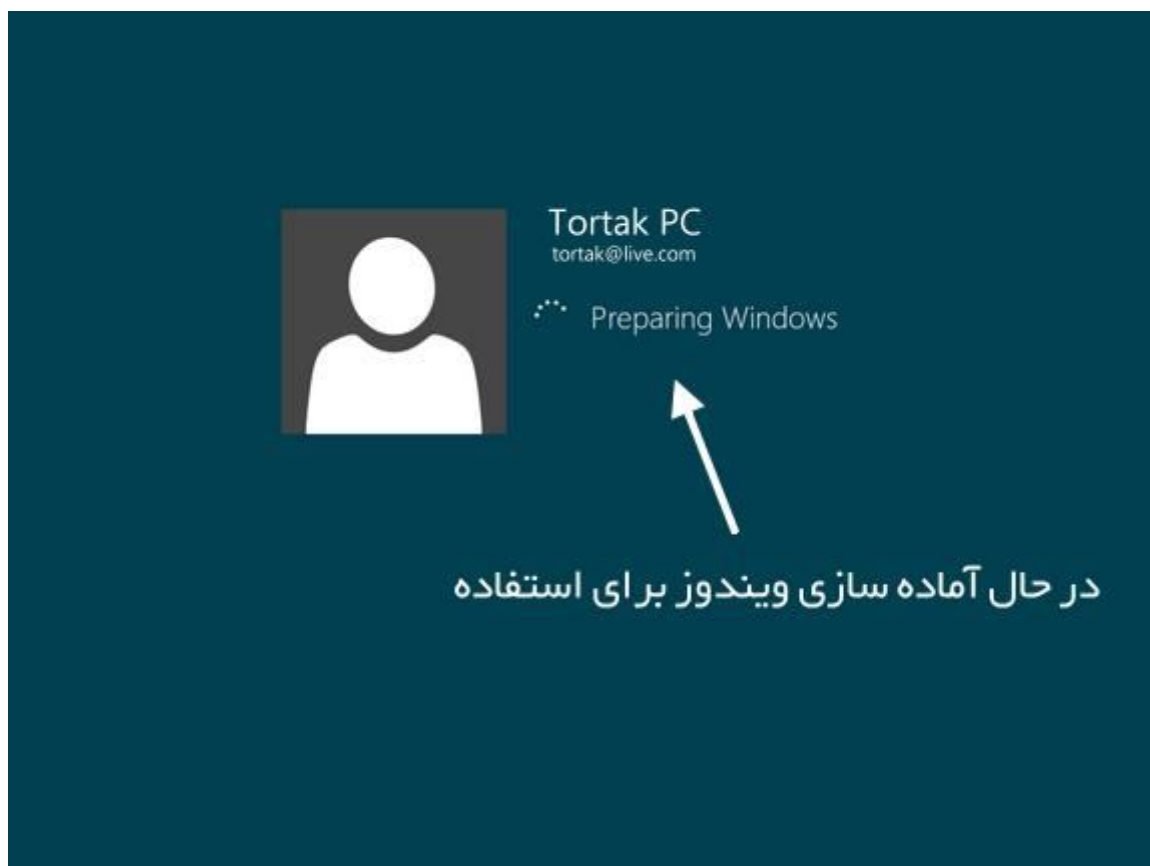 Tortak PC
tortak@live.com
Preparing Windows
در حال آماده سازی ویندوز برای استفاده